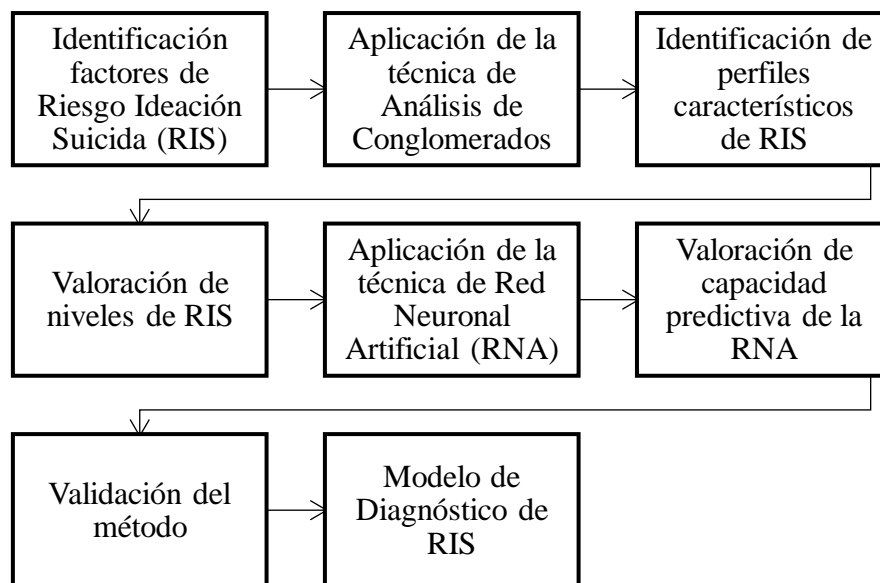 Identificación
factores de
Riesgo Ideación
Suicida (RIS)
Aplicación de la
técnica de
Análisis de
Conglomerados
Identificación de
perfiles
característicos
de RIS
Valoración de
niveles de RIS
Aplicación de la
técnica de Red
Neuronal
Artificial (RNA)
Valoración de
capacidad
predictiva de la
RNA
Validación del
método
Modelo de
Diagnóstico de
RIS